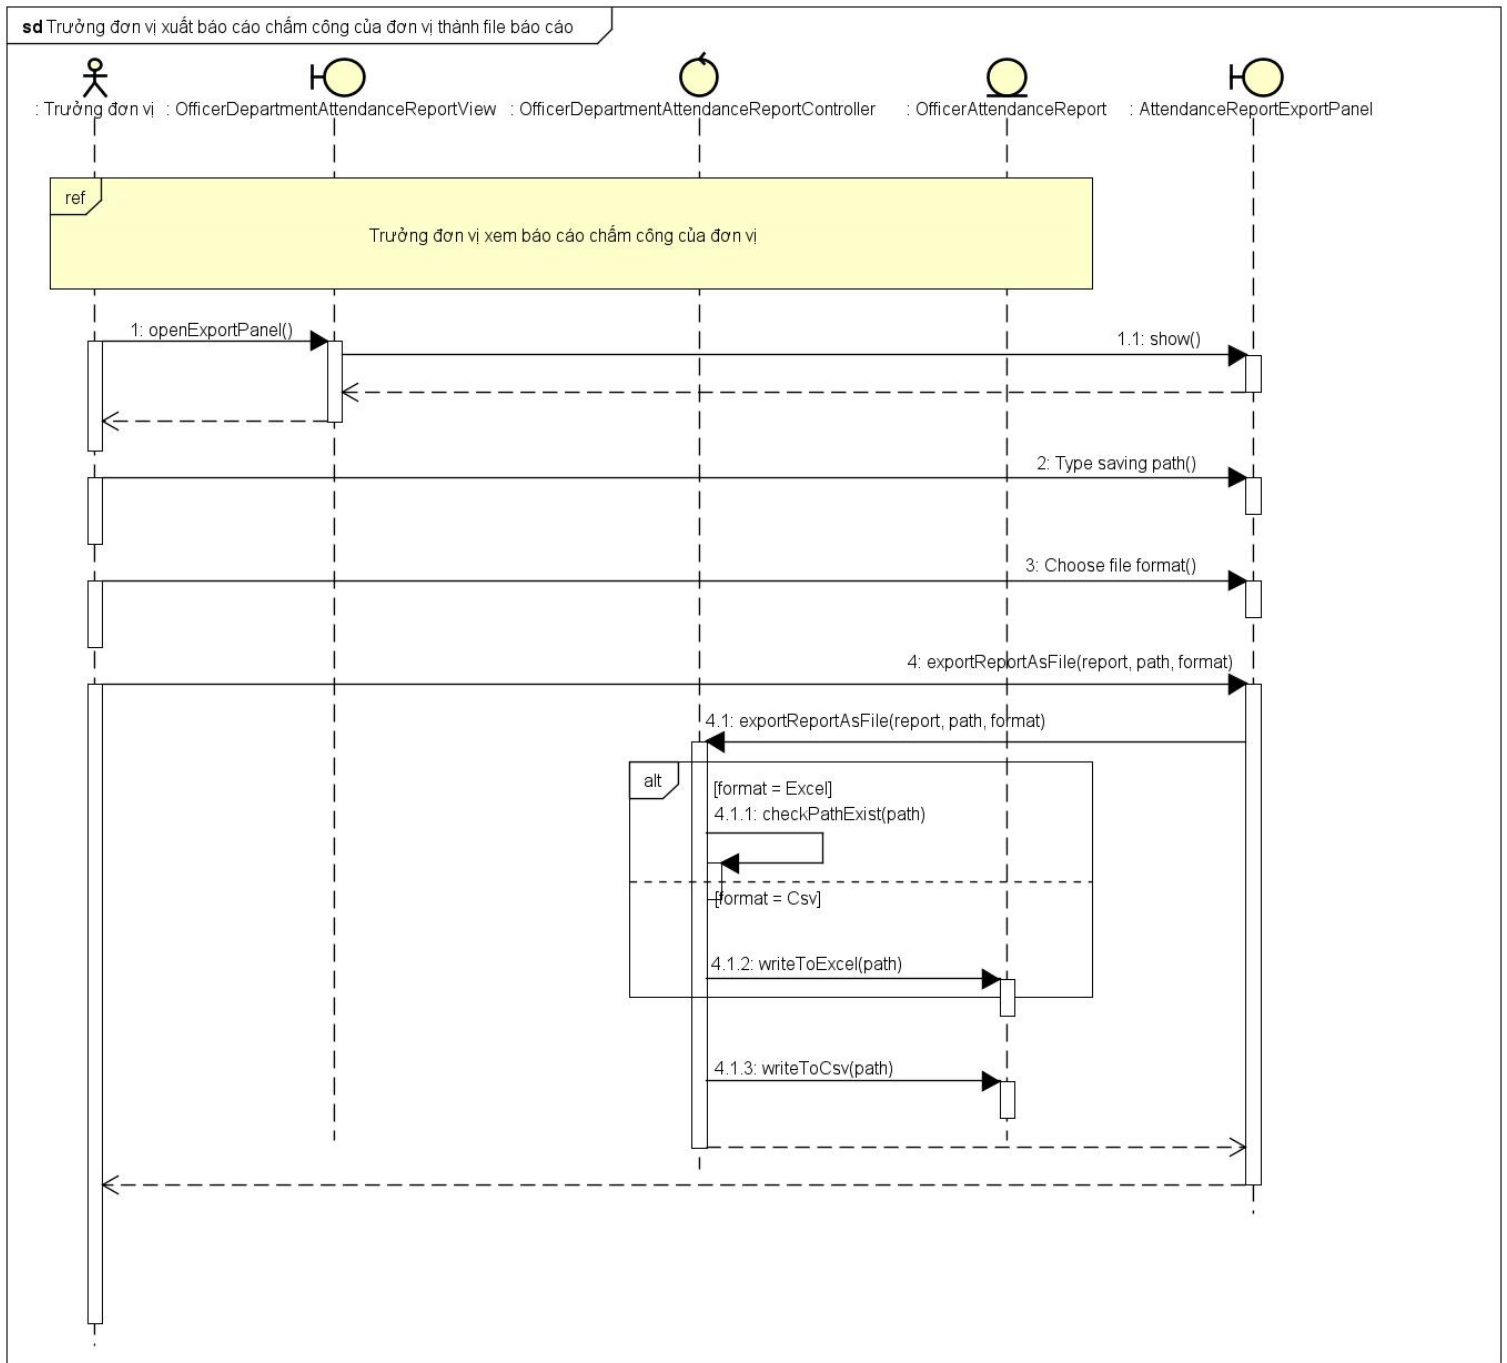 sd Trưởng đơn vị xuất báo cáo chấm công của đơn vị thành file báo cáo
: Trưởng đơn vị
: OfficerDepartmentAttendanceReportView
: OfficerDepartmentAttendanceReportController
: OfficerAttendanceReport
: AttendanceReportExportPanel
ref
Trưởng đơn vị xem báo cáo chấm công của đơn vị
1: openExportPanel()
1.1: show()
2: Type saving path()
3: Choose file format()
4: exportReportAsFile(report, path, format)
4.1: exportReportAsFile(report, path, format)
alt
[format = Excel]
4.1.1: checkPathExist(path)
[format = Csv]
4.1.2: writeToExcel(path)
4.1.3: writeToCsv(path)